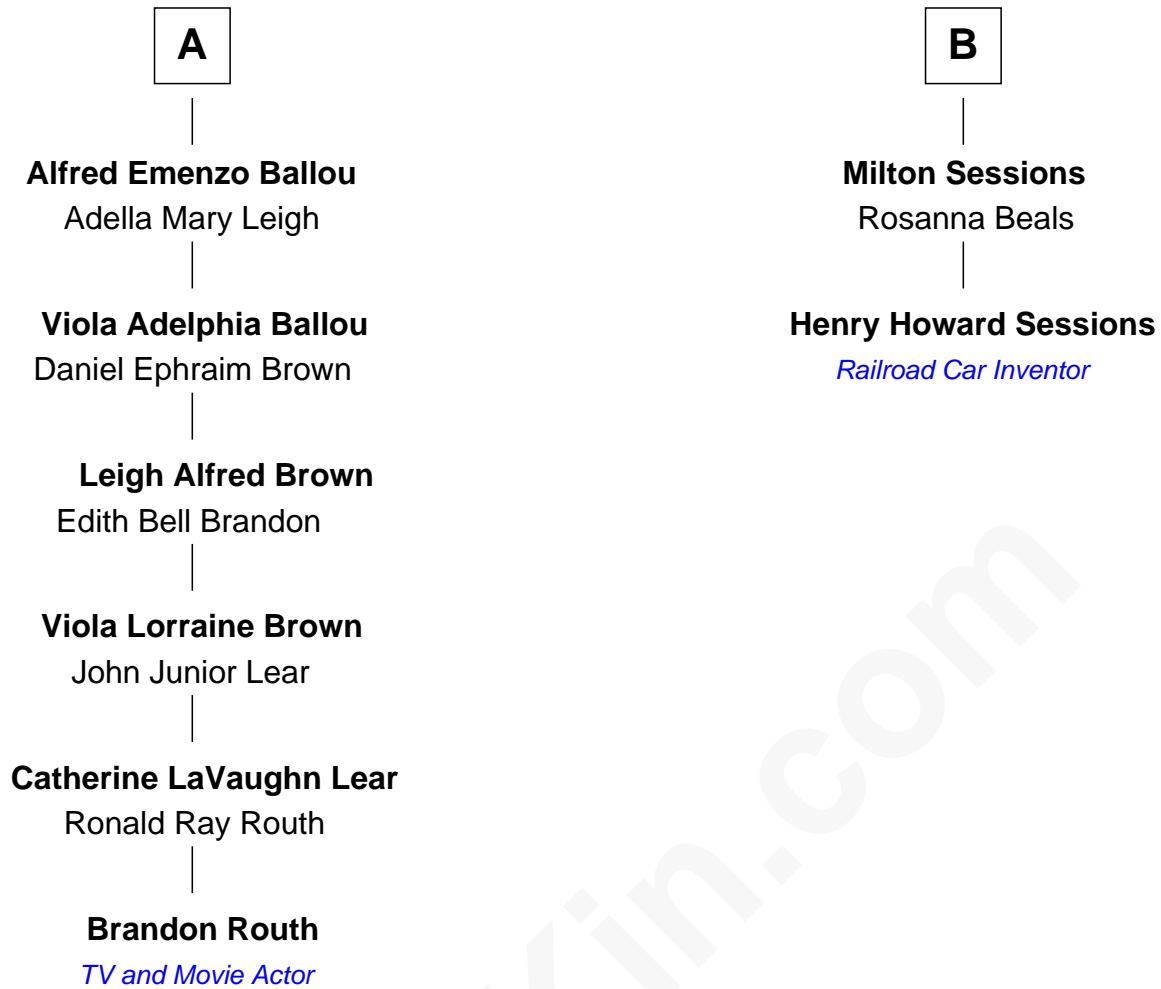 A
Alfred Emenzo Ballou
Adella Mary Leigh
Viola Adelphia Ballou
Daniel Ephraim Brown
Leigh Alfred Brown
Edith Bell Brandon
Viola Lorraine Brown
John Junior Lear
Catherine LaVaughn Lear
Ronald Ray Routh
Brandon Routh
TV and Movie Actor
B
Milton Sessions
Rosanna Beals
Henry Howard Sessions
Railroad Car Inventor
Kin.com